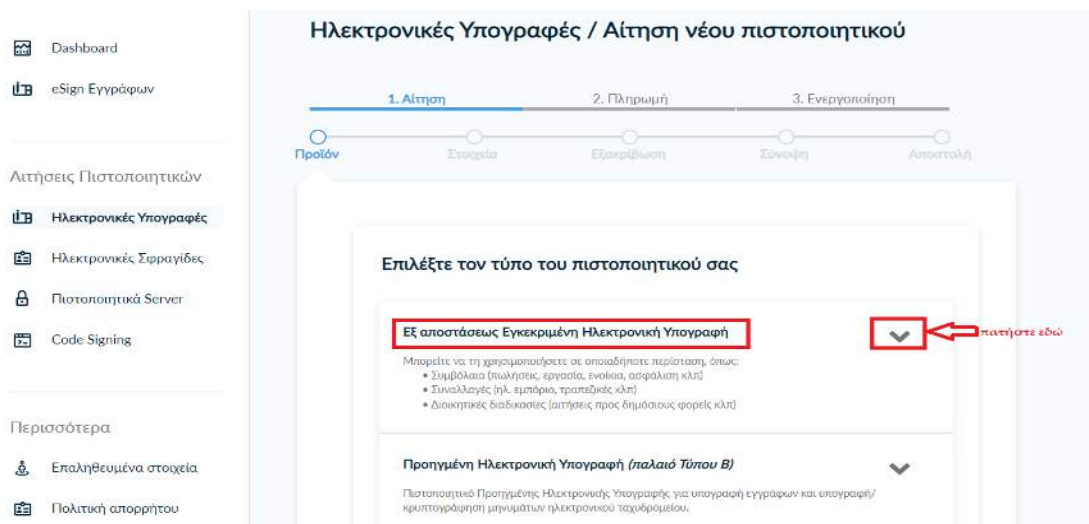 Ηλεκτρονικές Υπογραφές / Αίτηση νέου πιστοποιητικού
Dashboard
eSign Εγγράφων
Αιτήσεις Πιστοποιητικών
Ηλεκτρονικές Υπογραφές
Ηλεκτρονικές Σφραγίδες
Πιστοποιητικά Server
Code Signing
Περισσότερα
Επαληθευμένα στοιχεία
Πολιτική απορρήτου
1. Αίτηση
2. Πληρωμή
3. Ενεργοποίηση
Προϊόν
Στοιχεία
Εξακρίβωση
Σύνοψη
Αποστολή
Επιλέξτε τον τύπο του πιστοποιητικού σας
Εξ αποστάσεως Εγκεκριμένη Ηλεκτρονική Υπογραφή
πατήστε εδώ
Μπορείτε να τη χρησιμοποιήσετε σε οποιαδήποτε περίσταση, όπως:
• Συμβόλαια (πωλήσεις, εργασία, ενοίκια, ασφάλιση κλπ)
• Συναλλαγές (ηλ. εμπόριο, τραπεζικές κλπ)
• Διοικητικές διαδικασίες (αιτήσεις προς δημόσιους φορείς κλπ)
Προηγμένη Ηλεκτρονική Υπογραφή (παλαιό Τύπου Β)
Πιστοποιητικό Προηγμένης Ηλεκτρονικής Υπογραφής για υπογραφή εγγράφων και υπογραφή/
κρυπτογράφηση μηνυμάτων ηλεκτρονικού ταχυδρομείου.